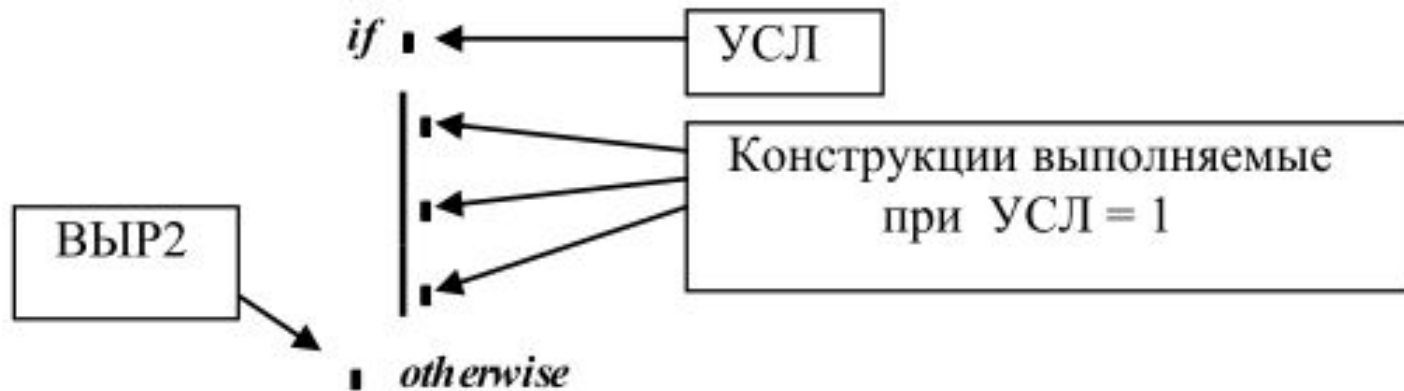 if
УСЛ
Конструкции выполняемые
при УСЛ = 1
ВЫР2
otherwise